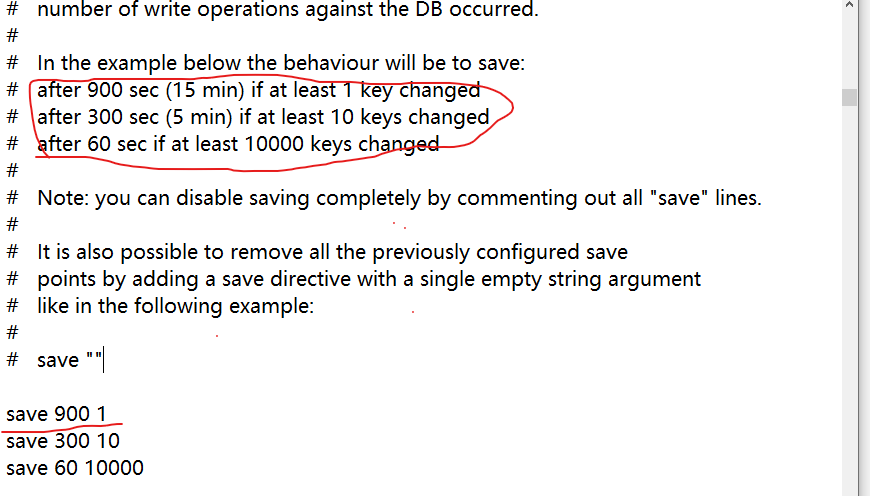 # number of write operations against the DB occurred.
#
# In the example below the behaviour will be to save:
# after 900 sec (15 min) if at least 1 key changed
# after 300 sec (5 min) if at least 10 keys changed
# after 60 sec if at least 10000 keys changed
#
# Note: you can disable saving completely by commenting out all "save" lines.
#
# It is also possible to remove all the previously configured save
# points by adding a save directive with a single empty string argument
# like in the following example:
#
# save ""
save 900 1
save 300 10
save 60 10000